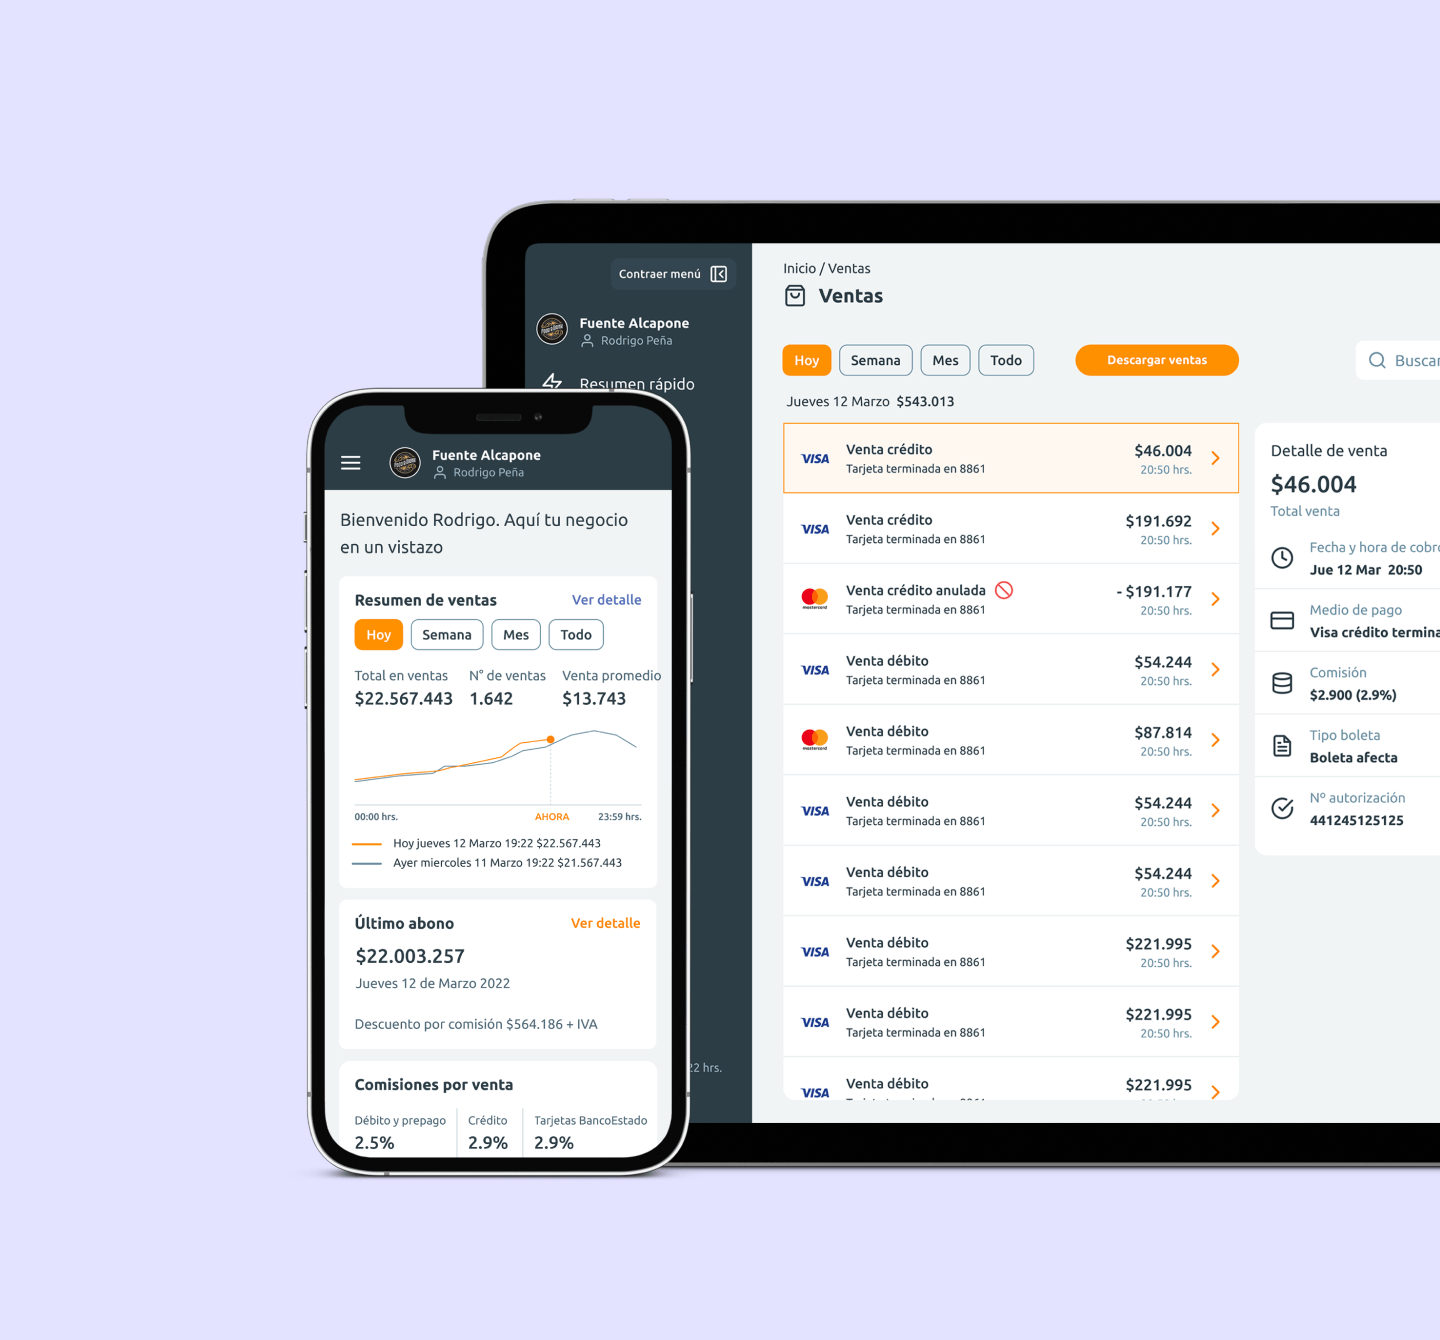 Contraer menú
Fuente Alcapone
Rodrigo Peña
Resumen rápido
22 hrs.
Inicio / Ventas
Ventas
Hoy
Semana
Mes
Todo
Descargar ventas
Buscar
Jueves 12 Marzo $543.013
VISA
Venta crédito
Tarjeta terminada en 8861
$46.004
20:50 hrs.
VISA
Venta crédito
Tarjeta terminada en 8861
$191.692
20:50 hrs.
mastercard
Venta crédito anulada
Tarjeta terminada en 8861
- $191.177
20:50 hrs.
VISA
Venta débito
Tarjeta terminada en 8861
$54.244
20:50 hrs.
mastercard
Venta débito
Tarjeta terminada en 8861
$87.814
20:50 hrs.
VISA
Venta débito
Tarjeta terminada en 8861
$54.244
20:50 hrs.
VISA
Venta débito
Tarjeta terminada en 8861
$54.244
20:50 hrs.
VISA
Venta débito
Tarjeta terminada en 8861
$221.995
20:50 hrs.
VISA
Venta débito
Tarjeta terminada en 8861
$221.995
20:50 hrs.
VISA
Venta débito
$221.995
Detalle de venta
$46.004
Total venta
Fecha y hora de cobro
Jue 12 Mar 20:50
Medio de pago
Visa crédito termina
Comisión
$2.900 (2.9%)
Tipo boleta
Boleta afecta
Nº autorización
441245125125
Fuente Alcapone
Rodrigo Peña
Bienvenido Rodrigo. Aquí tu negocio
en un vistazo
Resumen de ventas
Ver detalle
Hoy
Semana
Mes
Todo
Total en ventas
$22.567.443
N° de ventas
1.642
Venta promedio
$13.743
00:00 hrs.
AHORA
23:59 hrs.
Hoy jueves 12 Marzo 19:22 $22.567.443
Ayer miercoles 11 Marzo 19:22 $21.567.443
Último abono
Ver detalle
$22.003.257
Jueves 12 de Marzo 2022
Descuento por comisión $564.186 + IVA
Comisiones por venta
Débito y prepago
2.5%
Crédito
2.9%
Tarjetas BancoEstado
2.9%